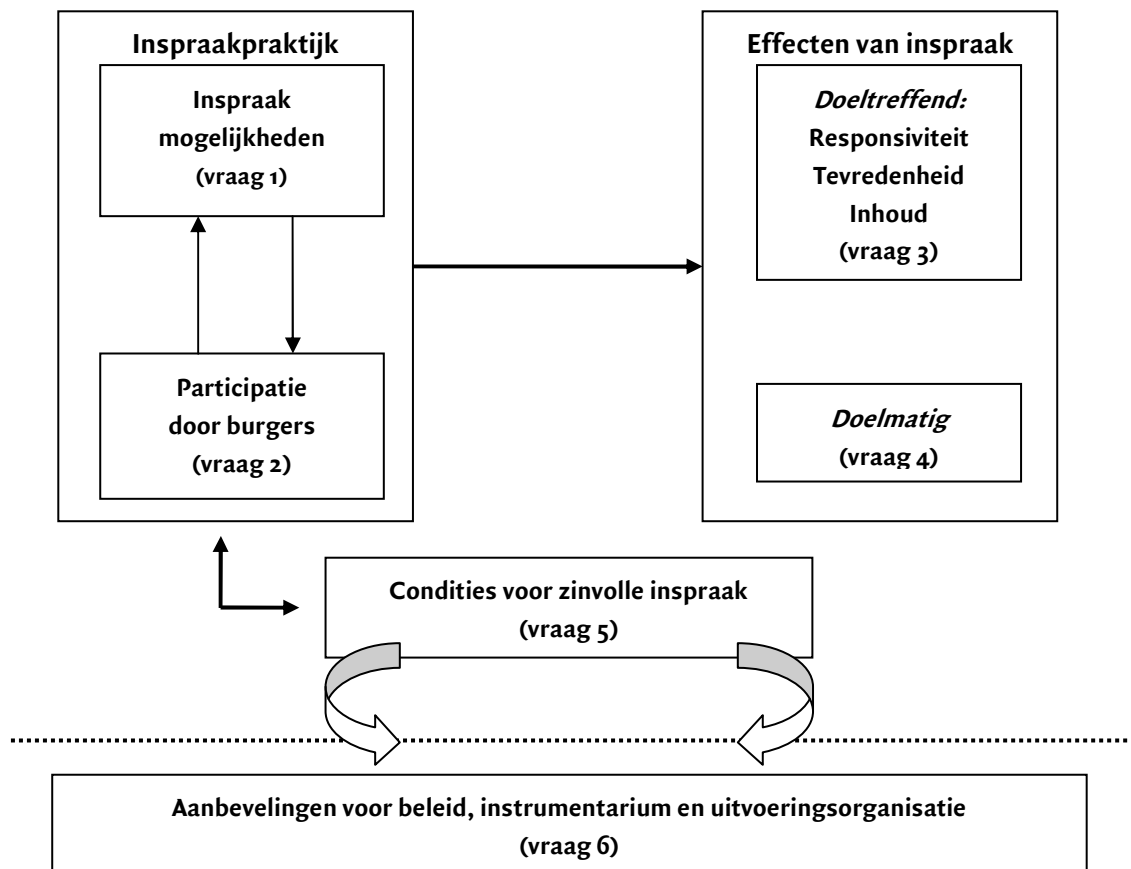 Inspraakpraktijk
Inspraak
mogelijkheden
(vraag 1)
Participatie
door burgers
(vraag 2)
Effecten van inspraak
Doeltreffend:
Responsiviteit
Tevredenheid
Inhoud
(vraag 3)
Doelmatig
(vraag 4)
Condities voor zinvolle inspraak
(vraag 5)
Aanbevelingen voor beleid, instrumentarium en uitvoeringsorganisatie
(vraag 6)